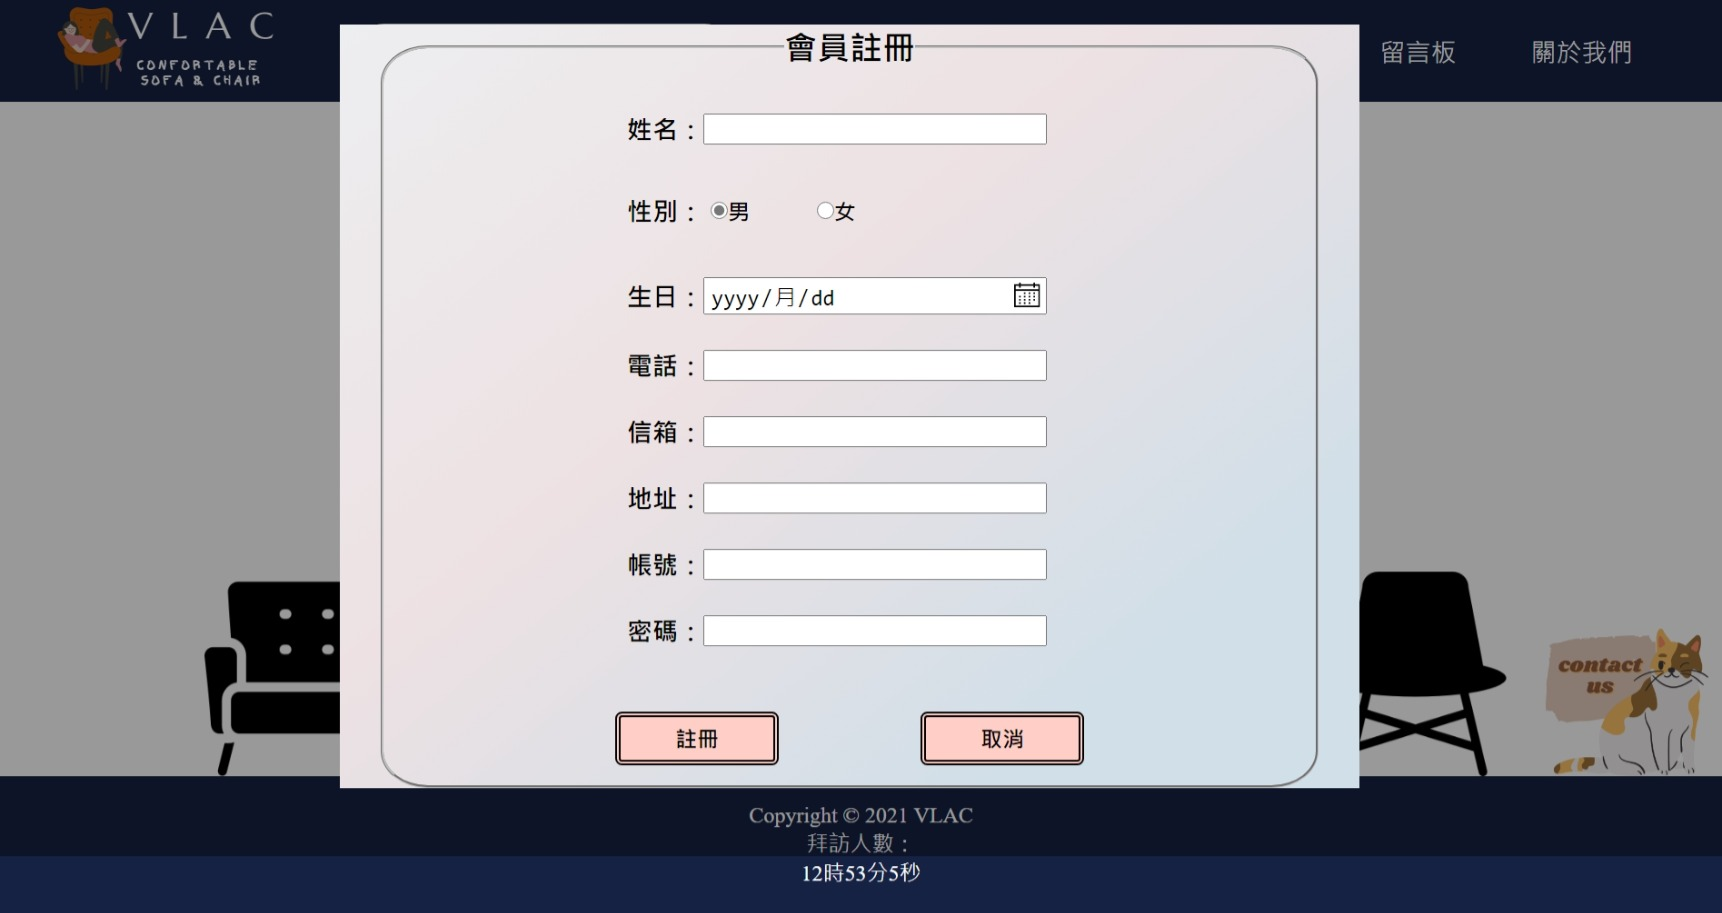 VLAC
CONFORTABLE
SOFA & CHAIR
會員註冊
留言板
關於我們
姓名：
性別：男 女
生日：yyyy/月/dd
電話：
信箱：
地址：
帳號：
密碼：
contact
us
註冊 取消
Copyright © 2021 VLAC
拜訪人數：
12時53分5秒